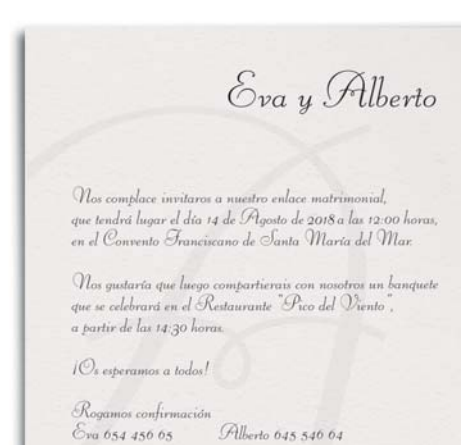 Eva y Alberto
Nos complace invitaros a nuestro enlace matrimonial,
que tendrá lugar el día 14 de Agosto de 2018 a las 12:00 horas,
en el Convento Franciscano de Santa María del Mar.
Nos gustaría que luego compartierais con nosotros un banquete
que se celebrará en el Restaurante "Pico del Viento",
a partir de las 14:30 horas.
¡Os esperamos a todos!
Rogamos confirmación
Eva 654 456 65 Alberto 645 546 64